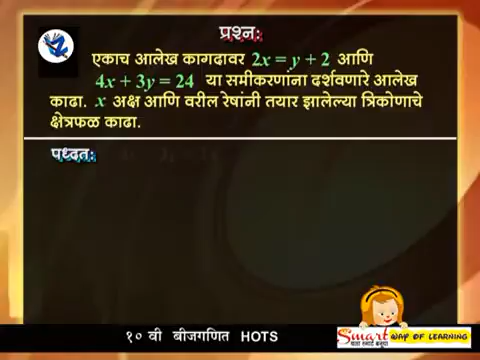 प्रश्न:
एकाच आलेख कागदावर 2x = y + 2 आणि
4x + 3y = 24 या समीकरणांना दर्शवणारे आलेख
काढा. x अक्ष आणि वरील रेषांनी तयार झालेल्या त्रिकोणाचे
क्षेत्रफळ काढा.
पध्दत:
१० वी बीजगणित HOTS
Smart WAY OF LEARNING